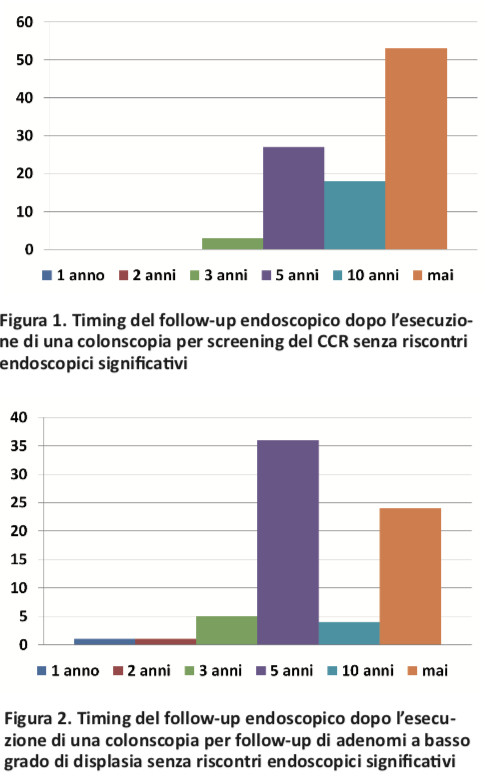 60
50
40
30
20
10
0
1 anno 2 anni 3 anni 5 anni 10 anni mai
Figura 1. Timing del follow-up endoscopico dopo l’esecuzio-
ne di una colonscopia per screening del CCR senza riscontri
endoscopici significativi
40
35
30
25
20
15
10
5
0
1 anno 2 anni 3 anni 5 anni 10 anni mai
Figura 2. Timing del follow-up endoscopico dopo l’esecu-
zione di una colonscopia per follow-up di adenomi a basso
grado di displasia senza riscontri endoscopici significativi